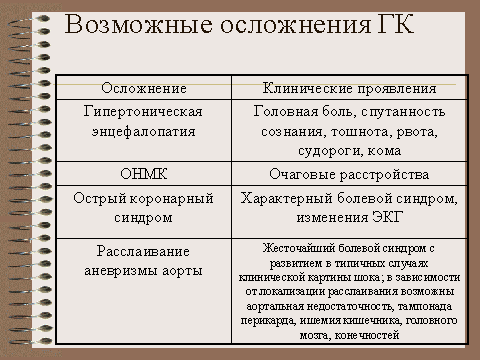 Возможные осложнения ГК
Осложнение
Клинические проявления
Гипертоническая
энцефалопатия
Головная боль, спутанность
сознания, тошнота, рвота,
судороги, кома
ОНМК
Очаговые расстройства
Острый коронарный
синдром
Характерный болевой синдром,
изменения ЭКГ
Расслаивание
аневризмы аорты
Жесточайший болевой синдром с
развитием в типичных случаях
клинической картины шока; в зависимости
от локализации расслаивания возможны
аортальная недостаточность, тампонада
перикарда, ишемия кишечника, головного
мозга, конечностей